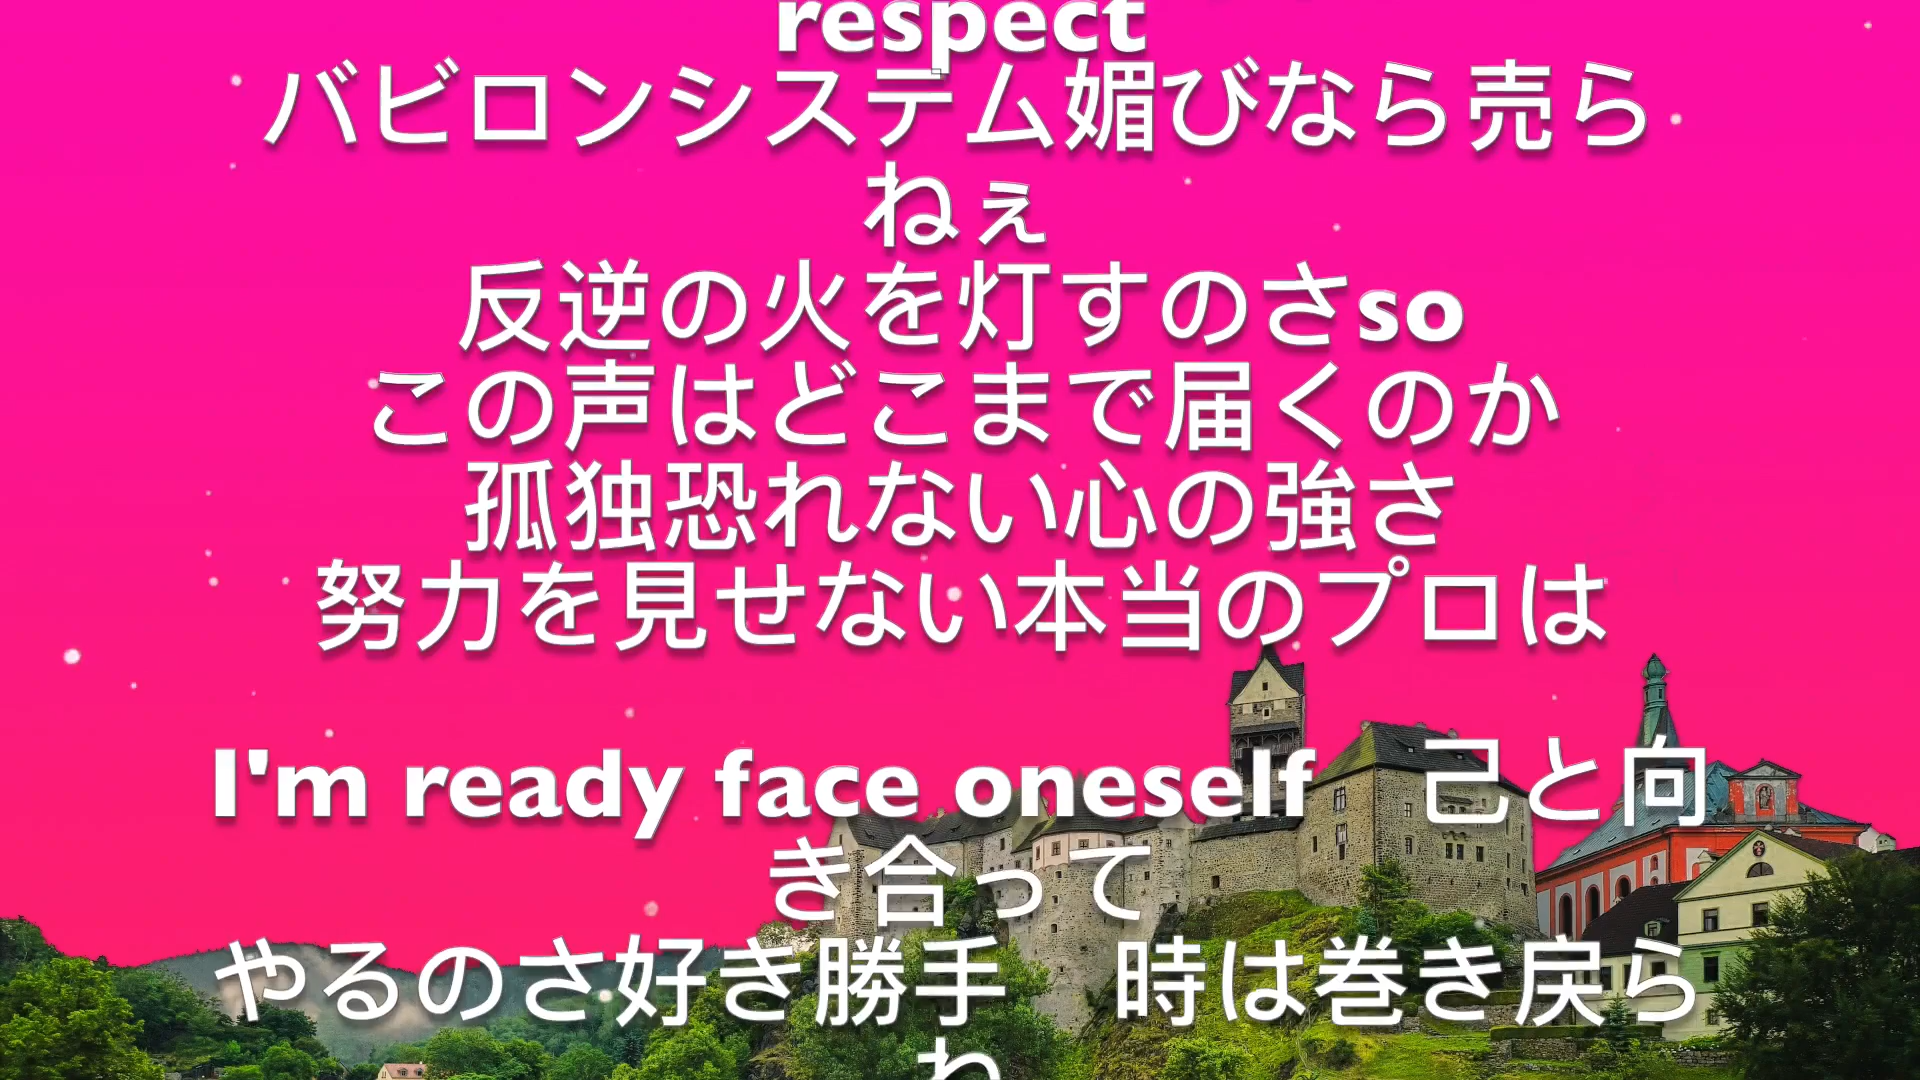 respect
バビロンシステム媚びなら売ら
ねぇ
反逆の火を灯すのさso
この声はどこまで届くのか
孤独恐れない心の強さ
努力を見せない本当のプロは
I'm ready face oneself　己と向
き合って
やるのさ好き勝手　時は巻き戻ら